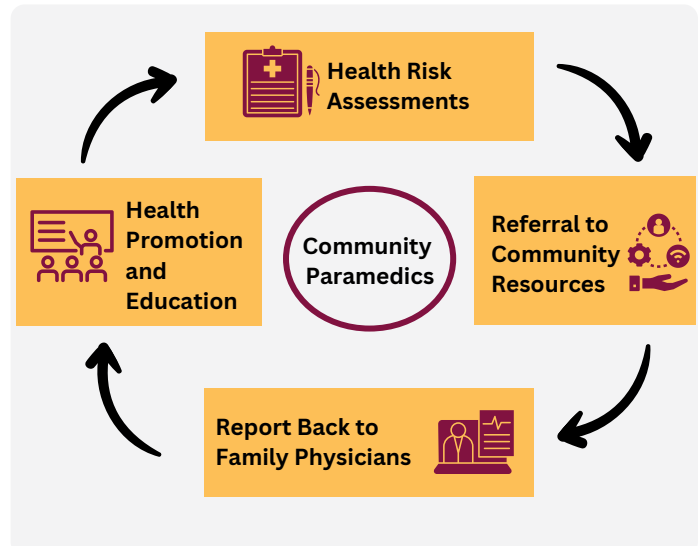 Health Risk
Assessments
Health
Promotion
and
Education
Community
Paramedics
Referral to
Community
Resources
Report Back to
Family Physicians